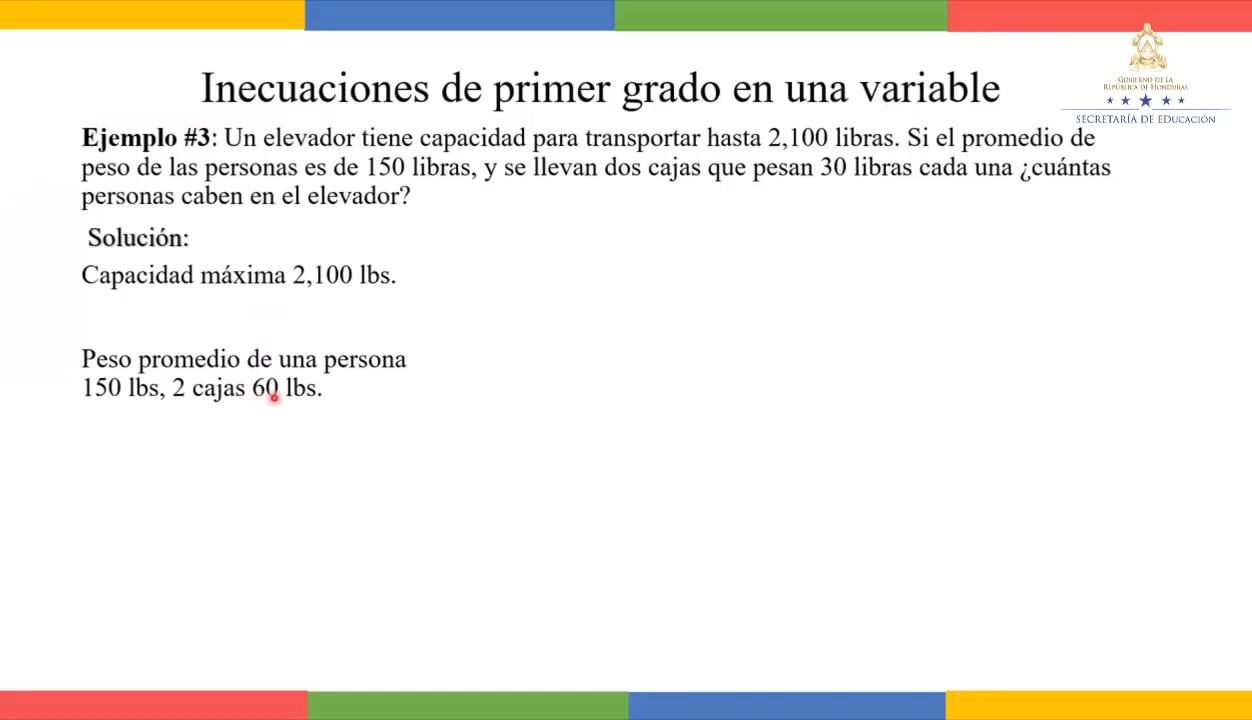 GOBIERNO DE LA
REPÚBLICA DE HONDURAS
SECRETARÍA DE EDUCACIÓN
Inecuaciones de primer grado en una variable
Ejemplo #3: Un elevador tiene capacidad para transportar hasta 2,100 libras. Si el promedio de
peso de las personas es de 150 libras, y se llevan dos cajas que pesan 30 libras cada una ¿cuántas
personas caben en el elevador?
Solución:
Capacidad máxima 2,100 lbs.
Peso promedio de una persona
150 lbs, 2 cajas 60 lbs.